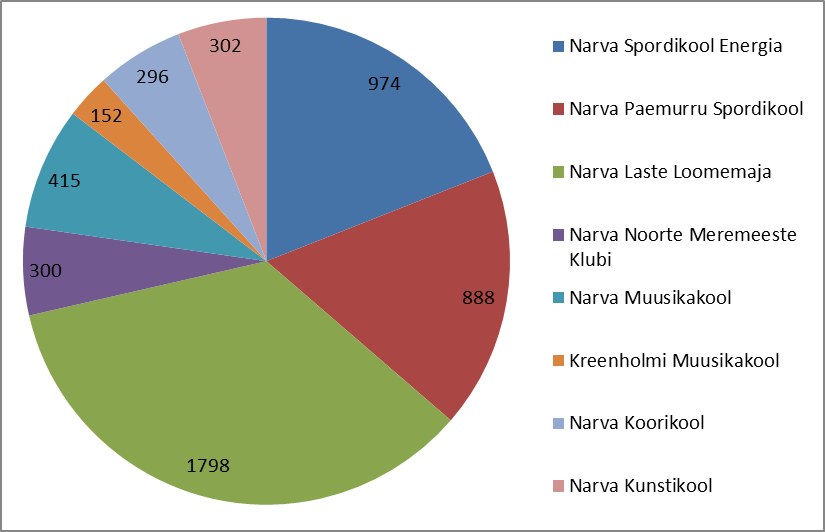 302
974
296
152
415
300
888
1798
Narva Spordikool Energia
Narva Paemurru Spordikool
Narva Laste Loomemaja
Narva Noorte Meremeeste
Klubi
Narva Muusikakool
Kreenholmi Muusikakool
Narva Koorikool
Narva Kunstikool